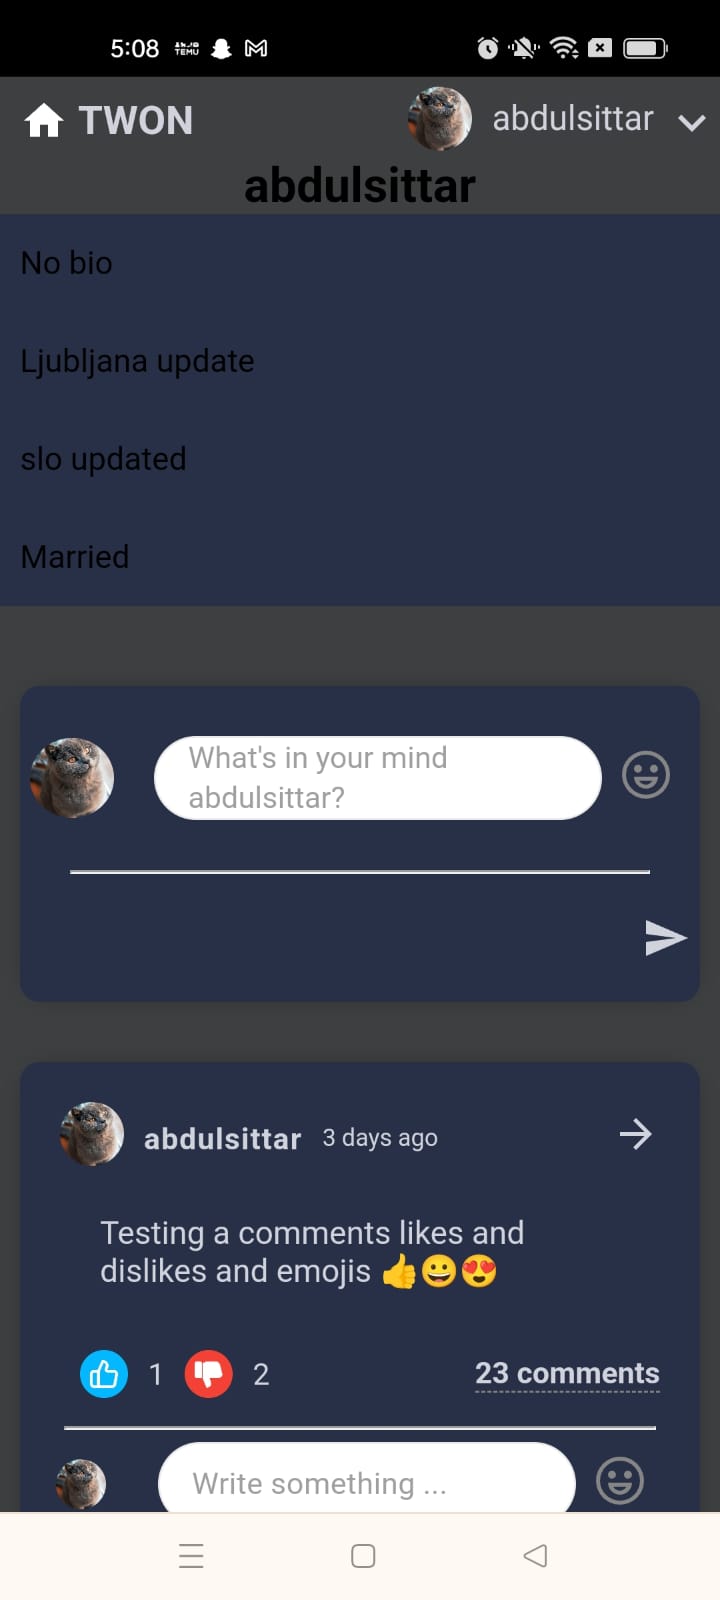 5:08 TEMU
TWON abdulsittar
abdulsittar
No bio
Ljubljana update
slo updated
Married
What's in your mind
abdulsittar?
abdulsittar 3 days ago
Testing a comments likes and
dislikes and emojis 👍😀😍
1 2 23 comments
Write something ...